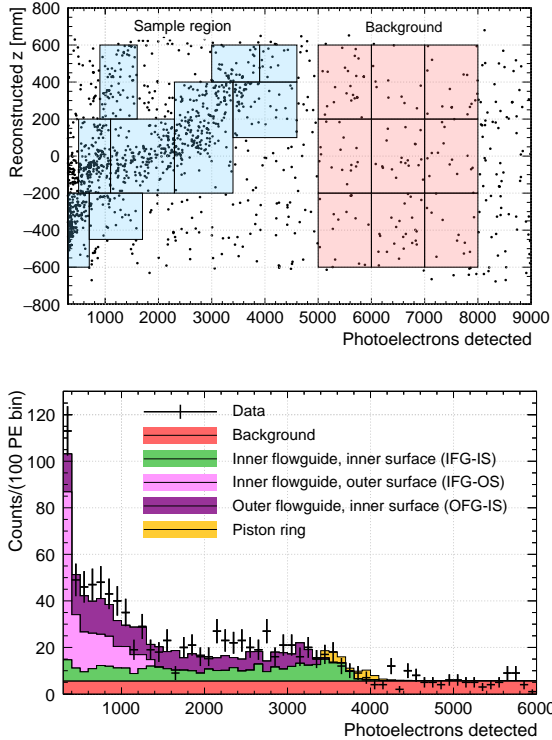 Sample region Background
Reconstructed z [mm]
800
600
400
200
0
−200
−400
−600
−800
1000 2000 3000 4000 5000 6000 7000 8000 9000
Photoelectrons detected
Counts/(100 PE bin)
120
100
80
60
40
20
0
Data
Background
Inner flowguide, inner surface (IFG-IS)
Inner flowguide, outer surface (IFG-OS)
Outer flowguide, inner surface (OFG-IS)
Piston ring
1000 2000 3000 4000 5000 6000
Photoelectrons detected